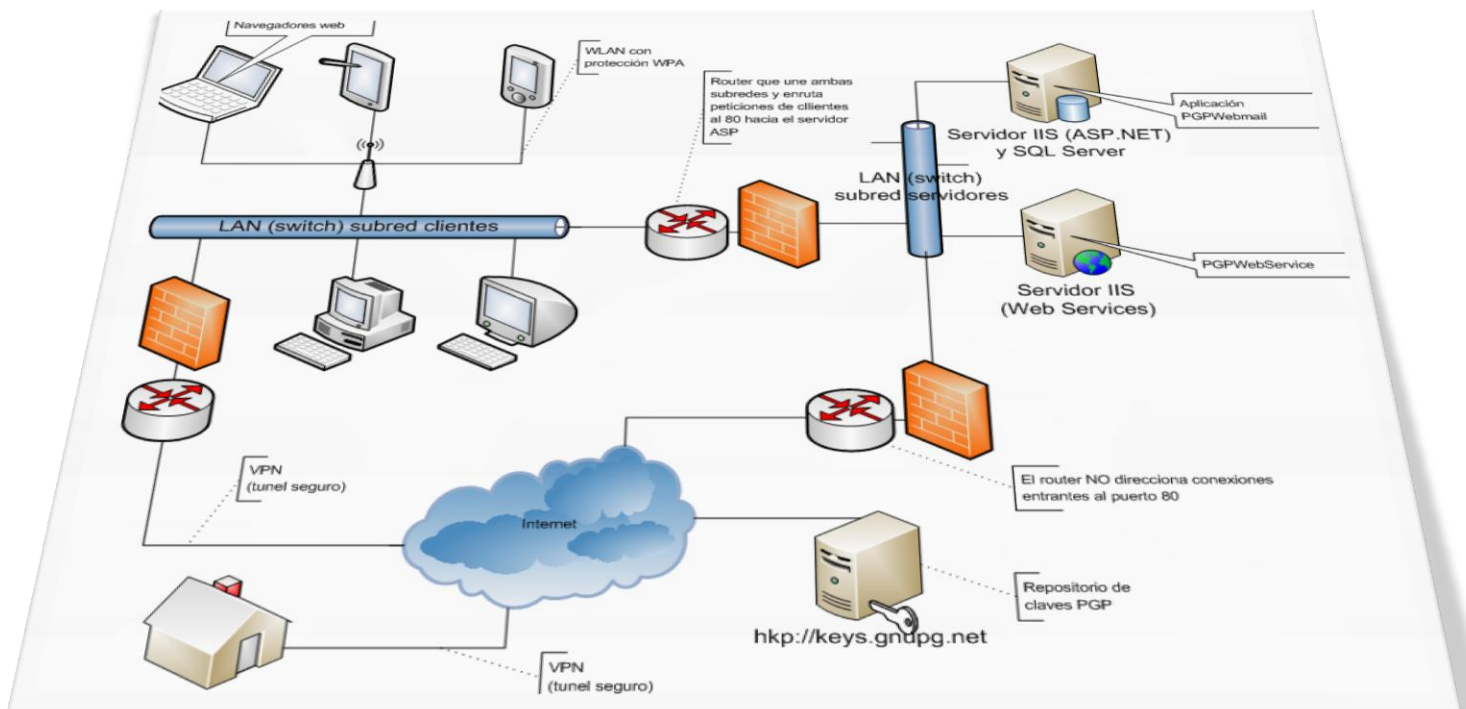 Navegadores web
WLAN con
protección WPA
Router que une ambas
subredes y enruta
peticiones de cllientes
al 80 hacia el servidor
ASP
Aplicación
PGPWebmail
Servidor IIS (ASP.NET)
y SQL Server
LAN (switch)
subred servidores
LAN (switch) subred clientes
PGPWebService
Servidor IIS
(Web Services)
VPN
(tunel seguro)
El router NO direcciona conexiones
entrantes al puerto 80
Internet
Repositorio de
claves PGP
hkp://keys.gnupg.net
VPN
(tunel seguro)